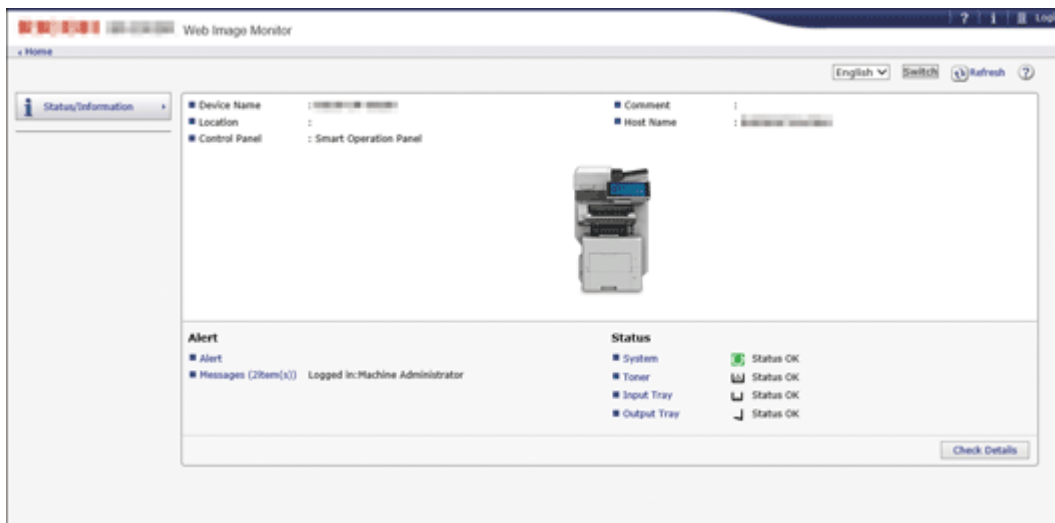 Web Image Monitor
Home
English Switch Refresh
Status/Information
Device Name :
Comment :
Location :
Host Name :
Control Panel : Smart Operation Panel
Alert
Status
Alert
System Status OK
Messages (2Item(s)) Logged in:Machine Administrator
Toner Status OK
Input Tray Status OK
Output Tray Status OK
Check Details